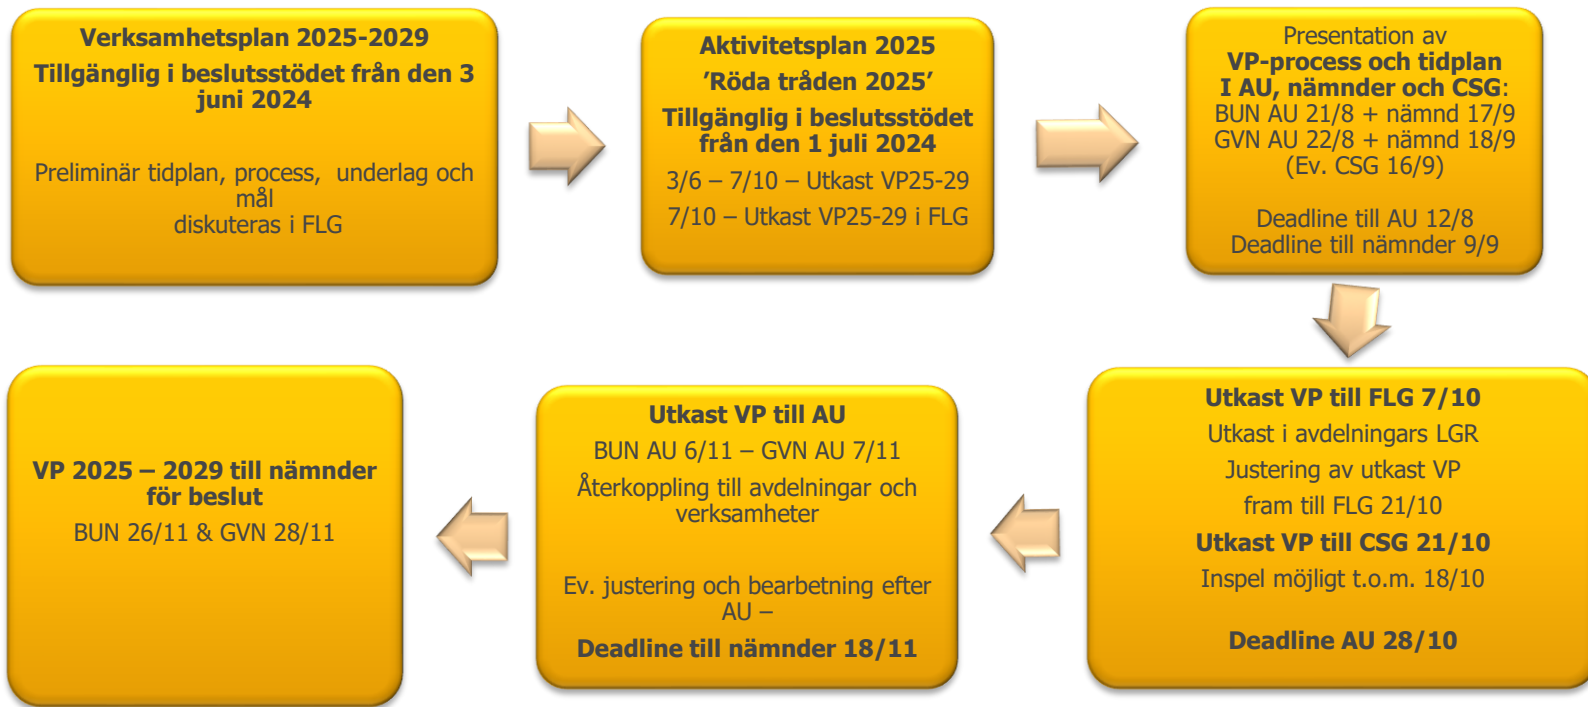 Verksamhetsplan 2025-2029
Tillgänglig i beslutsstödet från den 3
juni 2024
Preliminär tidplan, process, underlag och
mål
diskuteras i FLG
Aktivitetsplan 2025
’Röda tråden 2025’
Tillgänglig i beslutsstödet
från den 1 juli 2024
3/6 – 7/10 – Utkast VP25-29
7/10 – Utkast VP25-29 i FLG
Presentation av
VP-process och tidplan
I AU, nämnder och CSG:
BUN AU 21/8 + nämnd 17/9
GVN AU 22/8 + nämnd 18/9
(Ev. CSG 16/9)
Deadline till AU 12/8
Deadline till nämnder 9/9
Utkast VP till FLG 7/10
Utkast i avdelningars LGR
Justering av utkast VP
fram till FLG 21/10
Utkast VP till CSG 21/10
Inspel möjligt t.o.m. 18/10
Deadline AU 28/10
Utkast VP till AU
BUN AU 6/11 – GVN AU 7/11
Återkoppling till avdelningar och
verksamheter
Ev. justering och bearbetning efter
AU –
Deadline till nämnder 18/11
VP 2025 – 2029 till nämnder
för beslut
BUN 26/11 & GVN 28/11